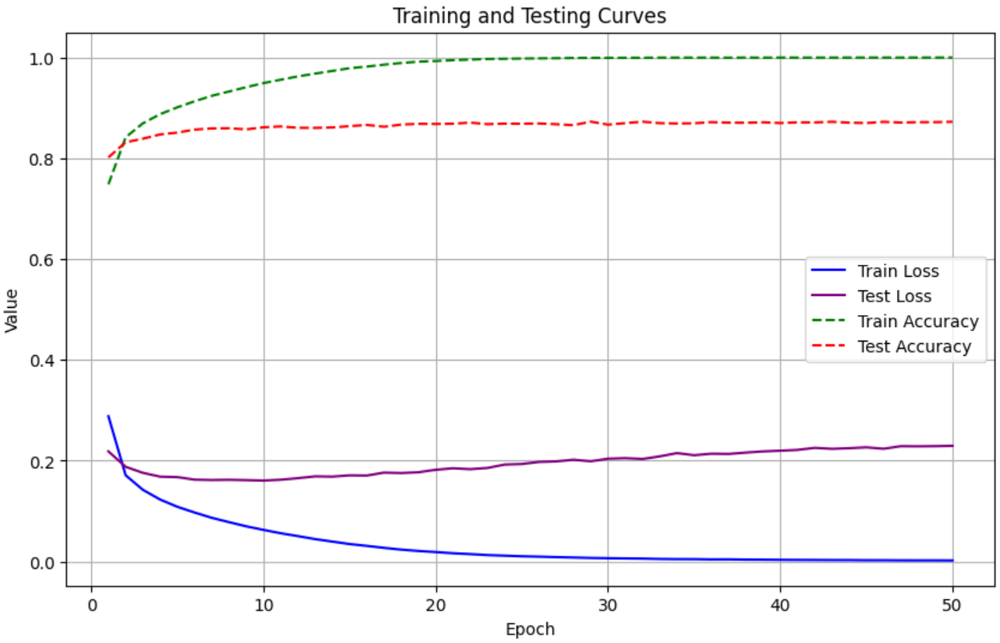 Training and Testing Curves
1.0
0.8
0.6
0.4
0.2
0.0
Value
Train Loss
Test Loss
Train Accuracy
Test Accuracy
0 10 20 30 40 50
Epoch